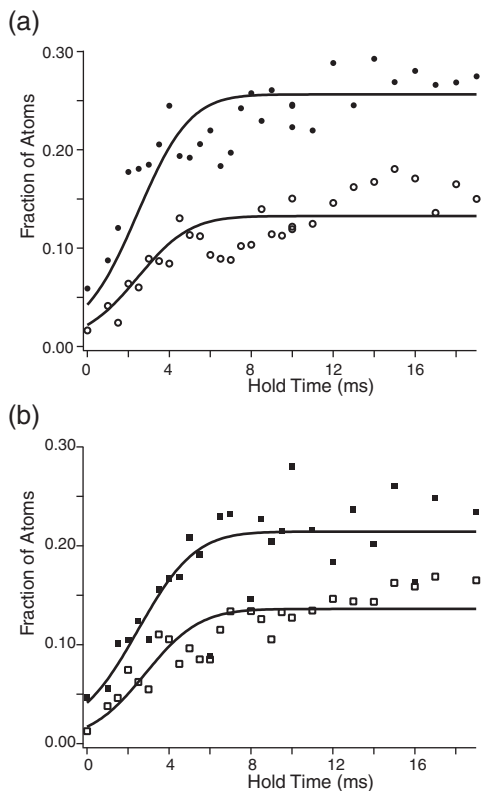 (a)
0.30
0.20
0.10
0.00
Fraction of Atoms
0 4 8 12 16
Hold Time (ms)
(b)
0.30
0.20
0.10
0.00
Fraction of Atoms
0 4 8 12 16
Hold Time (ms)